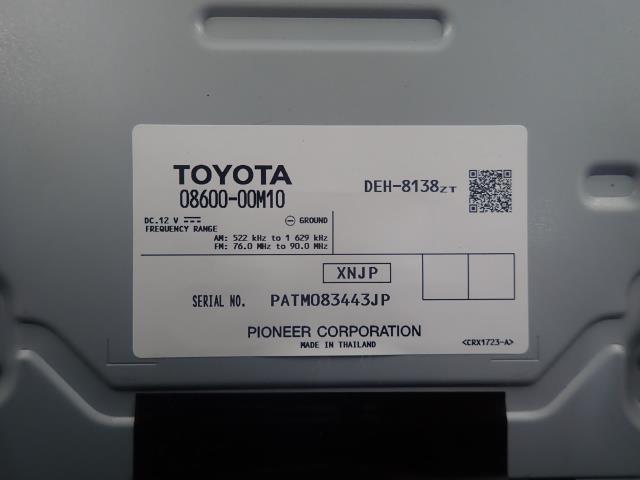 TOYOTA
08600-00M10
DEH-8138ZT
DC.12 V ⎓ ⊖ GROUND
FREQUENCY RANGE
AM: 522 kHz to 1 629 kHz
FM: 76.0 MHz to 90.0 MHz
XNJP
SERIAL NO. PATM083443JP
PIONEER CORPORATION
MADE IN THAILAND
<CRX1723-A>